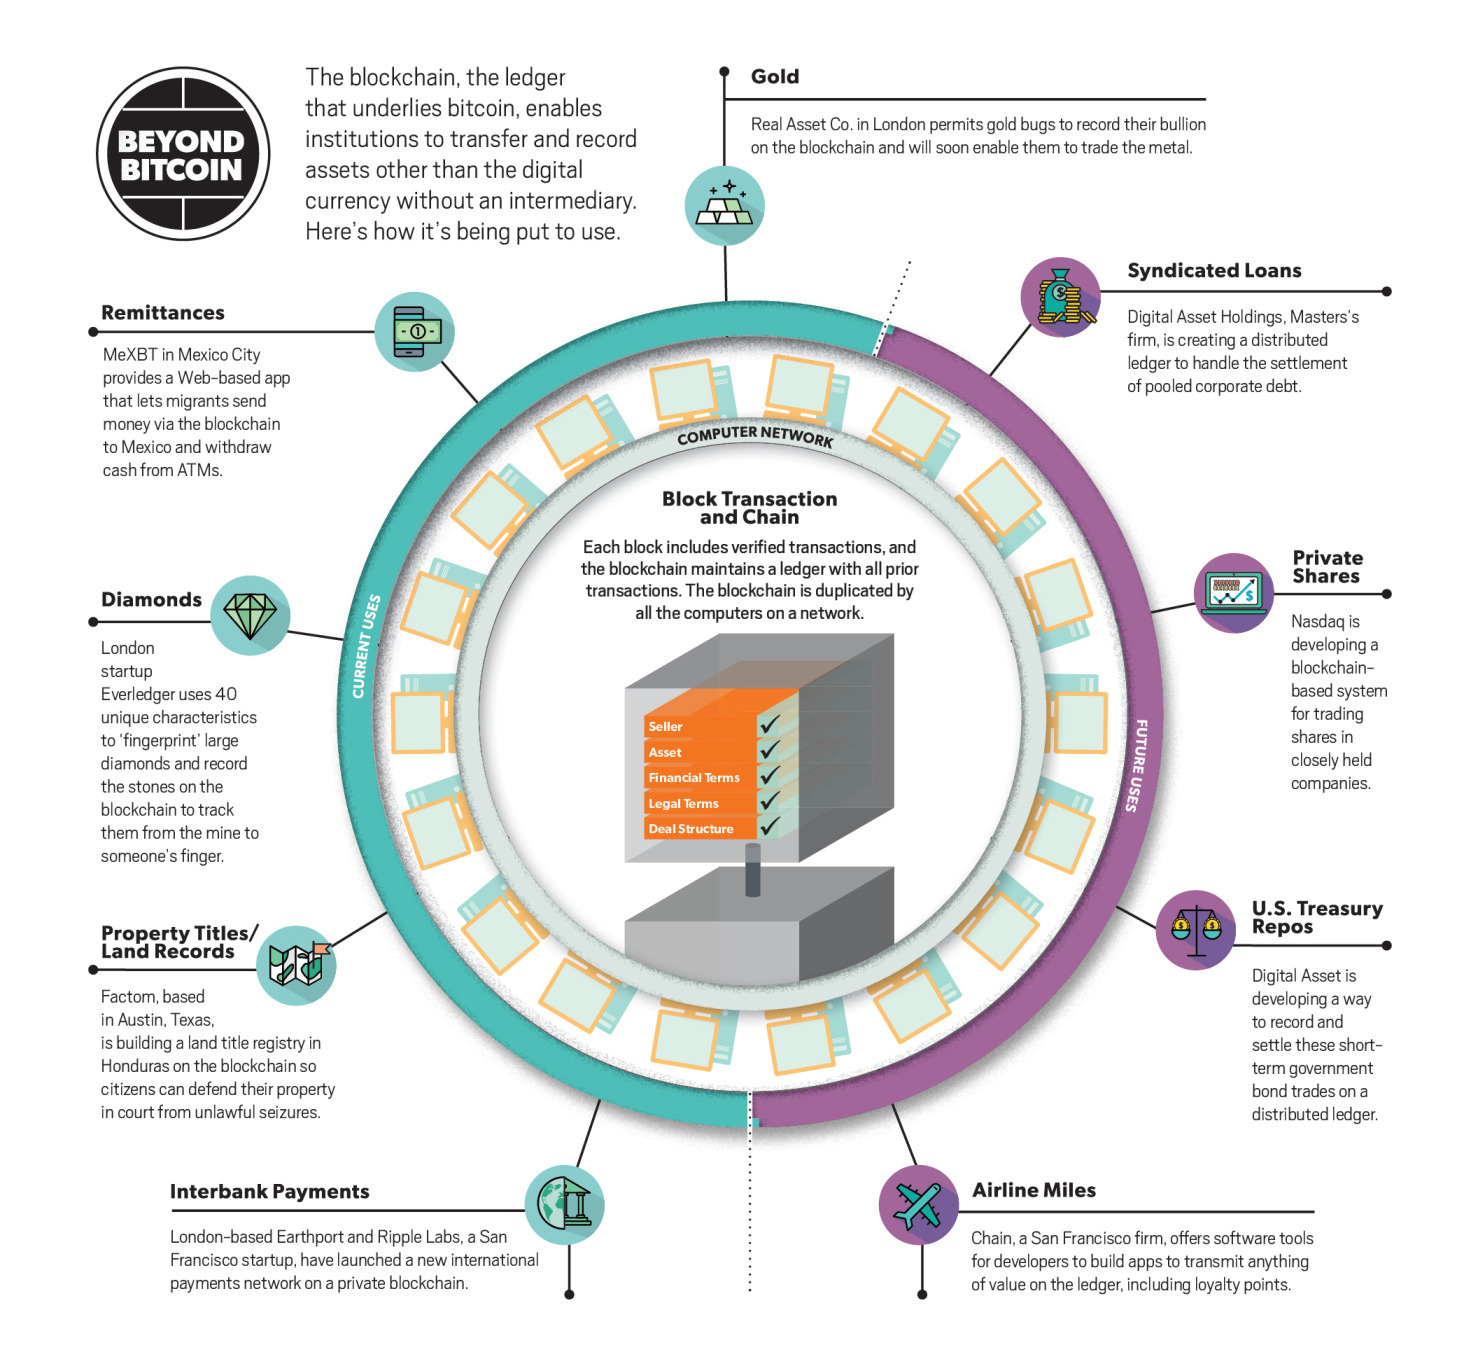 BEYOND
BITCOIN
The blockchain, the ledger
that underlies bitcoin, enables
institutions to transfer and record
assets other than the digital
currency without an intermediary.
Here's how it's being put to use.
Gold
Real Asset Co. in London permits gold bugs to record their bullion
on the blockchain and will soon enable them to trade the metal.
Syndicated Loans
Digital Asset Holdings, Masters's
firm, is creating a distributed
ledger to handle the settlement
of pooled corporate debt.
Remittances
MeXBT in Mexico City
provides a Web-based app
that lets migrants send
money via the blockchain
to Mexico and withdraw
cash from ATMs.
COMPUTER NETWORK
Block Transaction
and Chain
Each block includes verified transactions, and
the blockchain maintains a ledger with all prior
transactions. The blockchain is duplicated by
all the computers on a network.
Seller
Asset
Financial Terms
Legal Terms
Deal Structure
CURRENT USES
FUTURE USES
Private
Shares
Nasdaq is
developing a
blockchain-
based system
for trading
shares in
closely held
companies.
Diamonds
London
startup
Everledger uses 40
unique characteristics
to ‘fingerprint’ large
diamonds and record
the stones on the
blockchain to track
them from the mine to
someone's finger.
Property Titles/
Land Records
Factom, based
in Austin, Texas,
is building a land title registry in
Honduras on the blockchain so
citizens can defend their property
in court from unlawful seizures.
U.S. Treasury
Repos
Digital Asset is
developing a way
to record and
settle these short-
term government
bond trades on a
distributed ledger.
Interbank Payments
London-based Earthport and Ripple Labs, a San
Francisco startup, have launched a new international
payments network on a private blockchain.
Airline Miles
Chain, a San Francisco firm, offers software tools
for developers to build apps to transmit anything
of value on the ledger, including loyalty points.